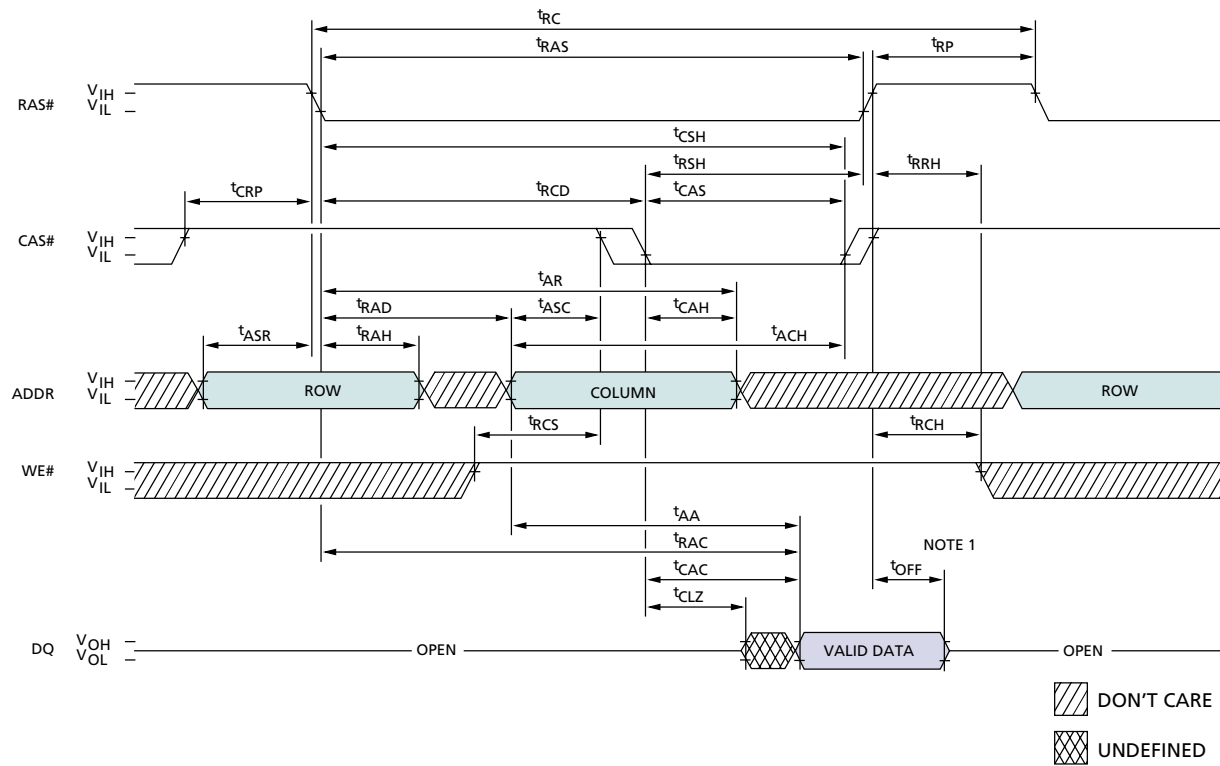 tRC
tRAS
tRP
RAS#
VIH
VIL
tCSH
tRSH
tRRH
tCRP
tRCD
tCAS
CAS#
VIH
VIL
tAR
tRAD
tASC
tCAH
tASR
tRAH
tACH
ADDR
VIH
VIL
ROW
COLUMN
ROW
tRCS
tRCH
WE#
VIH
VIL
tAA
tRAC
NOTE 1
tCAC
tOFF
tCLZ
DQ
VOH
VOL
OPEN
VALID DATA
OPEN
DON'T CARE
UNDEFINED